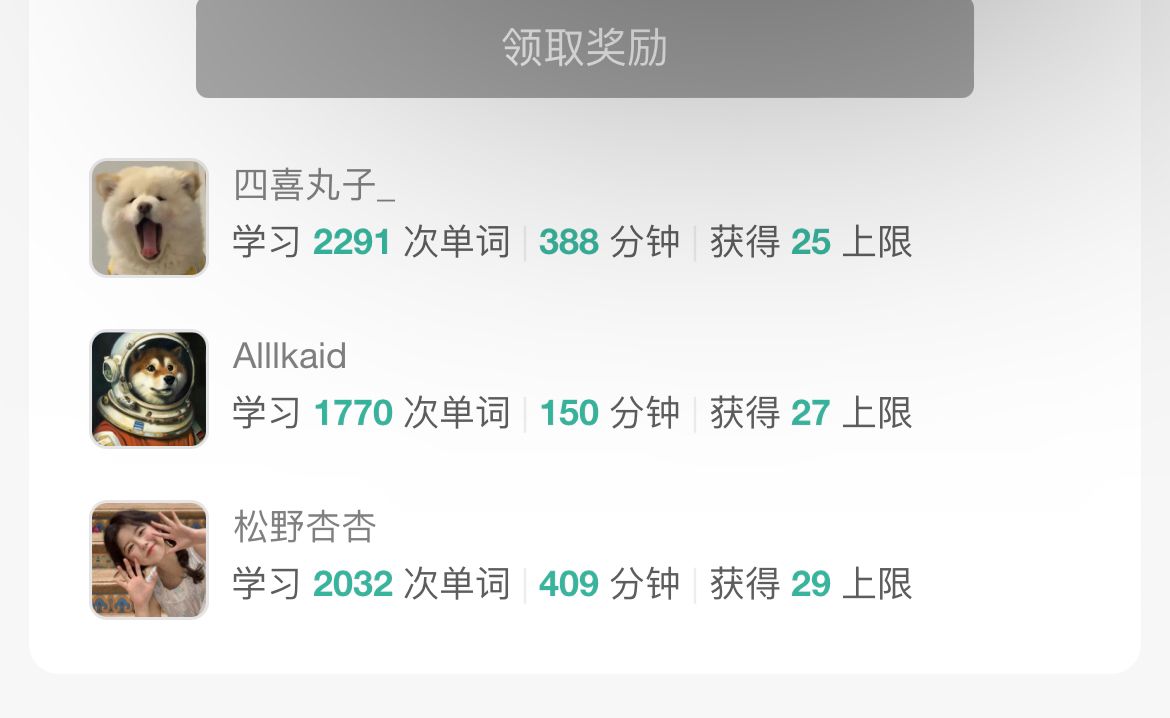 领取奖励
四喜丸子_
学习 2291 次单词 | 388 分钟 | 获得 25 上限
Alllkaid
学习 1770 次单词 | 150 分钟 | 获得 27 上限
松野杏杏
学习 2032 次单词 | 409 分钟 | 获得 29 上限